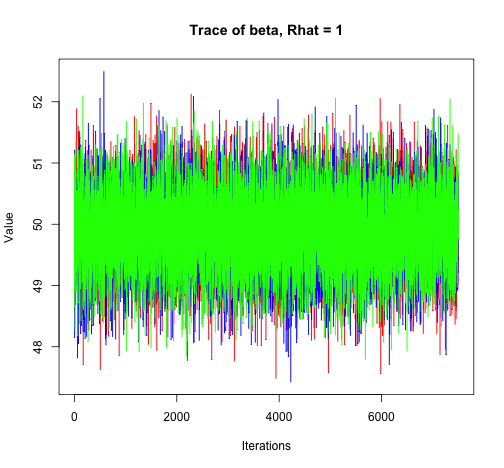 Trace of beta, Rhat = 1
Value
52
51
50
49
48
0 2000 4000 6000
Iterations